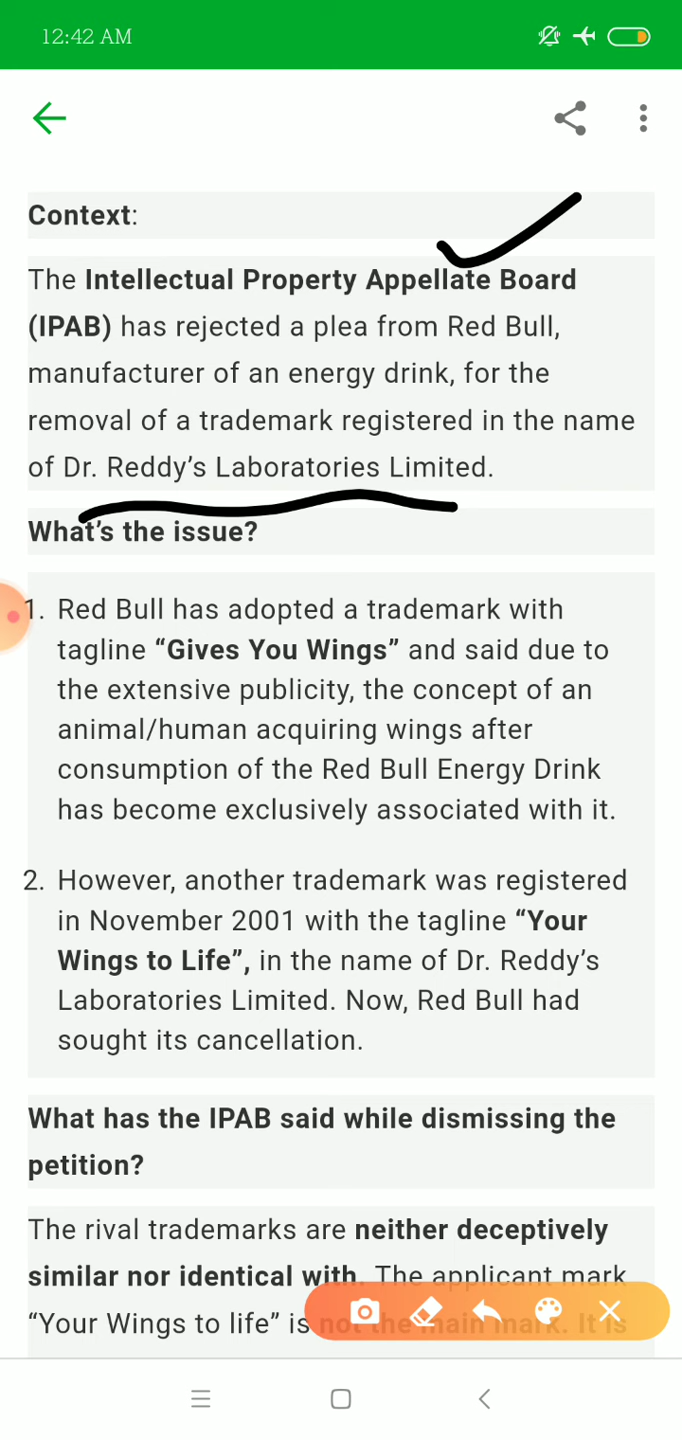 12:42 AM
Context:
The Intellectual Property Appellate Board
(IPAB) has rejected a plea from Red Bull,
manufacturer of an energy drink, for the
removal of a trademark registered in the name
of Dr. Reddy’s Laboratories Limited.
What’s the issue?
1. Red Bull has adopted a trademark with
tagline “Gives You Wings” and said due to
the extensive publicity, the concept of an
animal/human acquiring wings after
consumption of the Red Bull Energy Drink
has become exclusively associated with it.
2. However, another trademark was registered
in November 2001 with the tagline “Your
Wings to Life”, in the name of Dr. Reddy’s
Laboratories Limited. Now, Red Bull had
sought its cancellation.
What has the IPAB said while dismissing the
petition?
The rival trademarks are neither deceptively
similar nor identical with. The applicant mark
“Your Wings to life” is not the main mark. It is